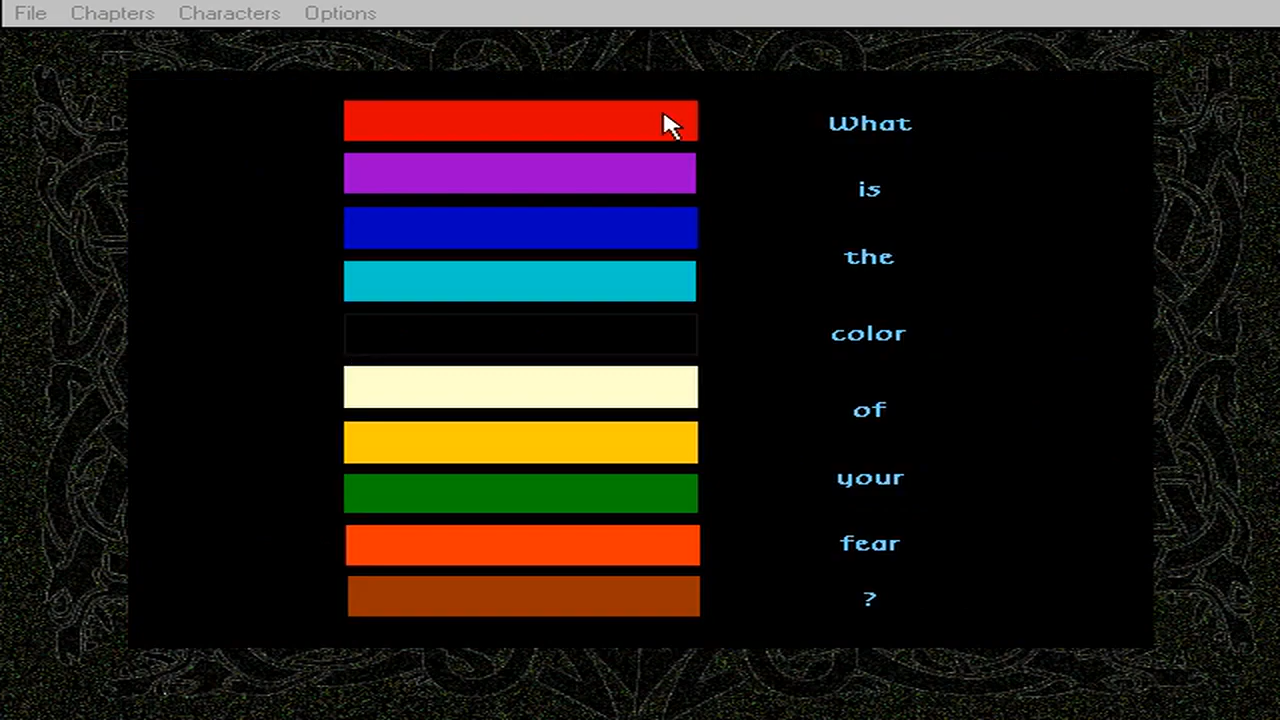 File Chapters Characters Options
What
is
the
color
of
your
fear
?